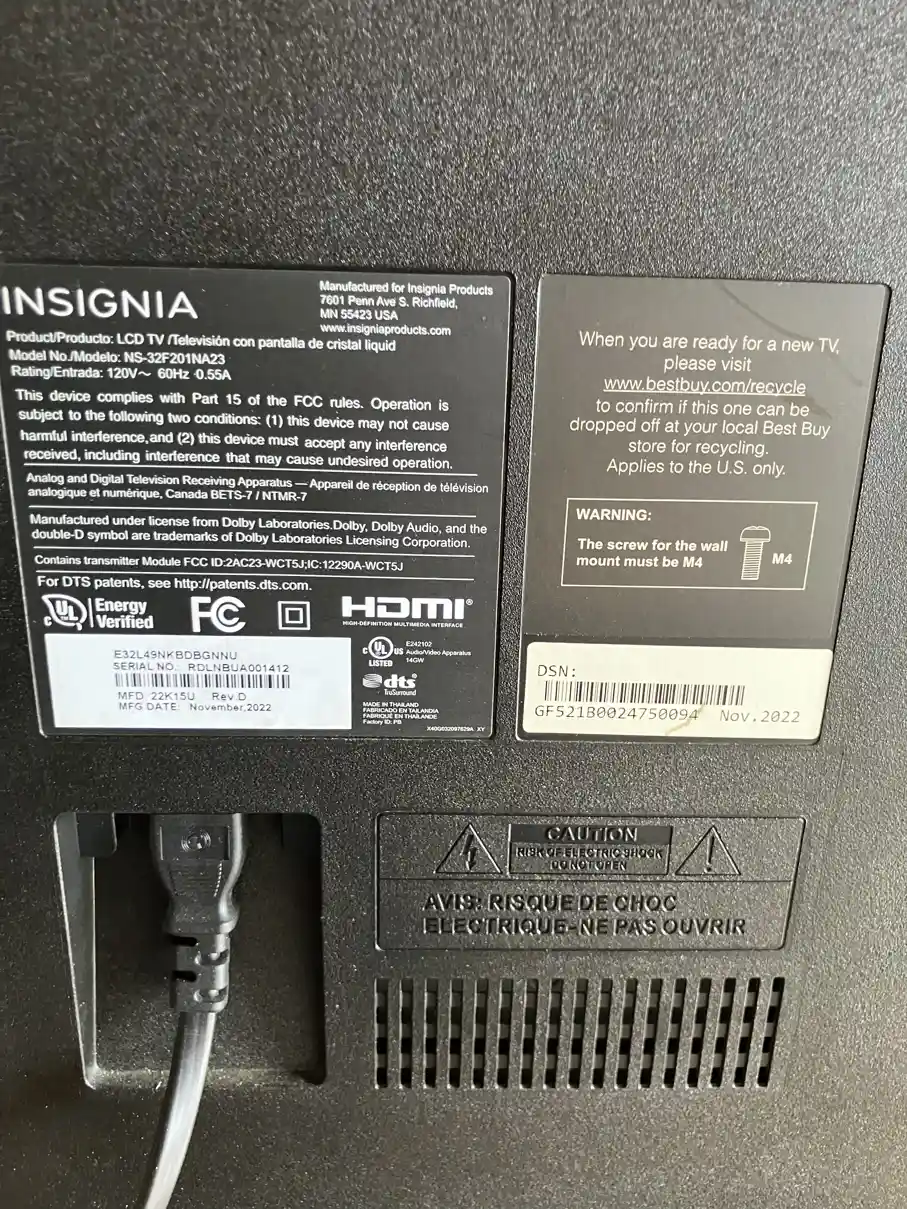 INSIGNIA
Manufactured for Insignia Products
7601 Penn Ave S. Richfield,
MN 55423 USA
www.insigniaproducts.com
Product/Producto: LCD TV /Televisión con pantalla de cristal liquid
Model No./Modelo: NS-32F201NA23
Rating/Entrada: 120V～ 60Hz 0.55A
This device complies with Part 15 of the FCC rules. Operation is
subject to the following two conditions: (1) this device may not cause
harmful interference,and (2) this device must accept any interference
received, including interference that may cause undesired operation.
Analog and Digital Television Receiving Apparatus — Appareil de réception de télévision
analogique et numérique, Canada BETS-7 / NTMR-7
Manufactured under license from Dolby Laboratories.Dolby, Dolby Audio, and the
double-D symbol are trademarks of Dolby Laboratories Licensing Corporation.
Contains transmitter Module FCC ID:2AC23-WCT5J;IC:12290A-WCT5J
For DTS patents, see http://patents.dts.com.
c UL Energy
Verified
FC
HDMI®
HIGH-DEFINITION MULTIMEDIA INTERFACE
E32L49NKBDBGNNU
SERIAL NO.: RDLNBUA001412
MFD 22K15U Rev.D
MFG DATE: November,2022
c UL US
LISTED
E242102
Audio/Video Apparatus
14GW
dts
TruSurround
MADE IN THAILAND
FABRICADO EN TAILANDIA
FABRIQUÉ EN THAÏLANDE
Factory ID: PB
X40G032097629A XY
When you are ready for a new TV,
please visit
www.bestbuy.com/recycle
to confirm if this one can be
dropped off at your local Best Buy
store for recycling.
Applies to the U.S. only.
WARNING:
The screw for the wall
mount must be M4
M4
DSN:
GF521B0024750094 Nov.2022
CAUTION
RISK OF ELECTRIC SHOCK
DO NOT OPEN
AVIS: RISQUE DE CHOC
ELECTRIQUE-NE PAS OUVRIR